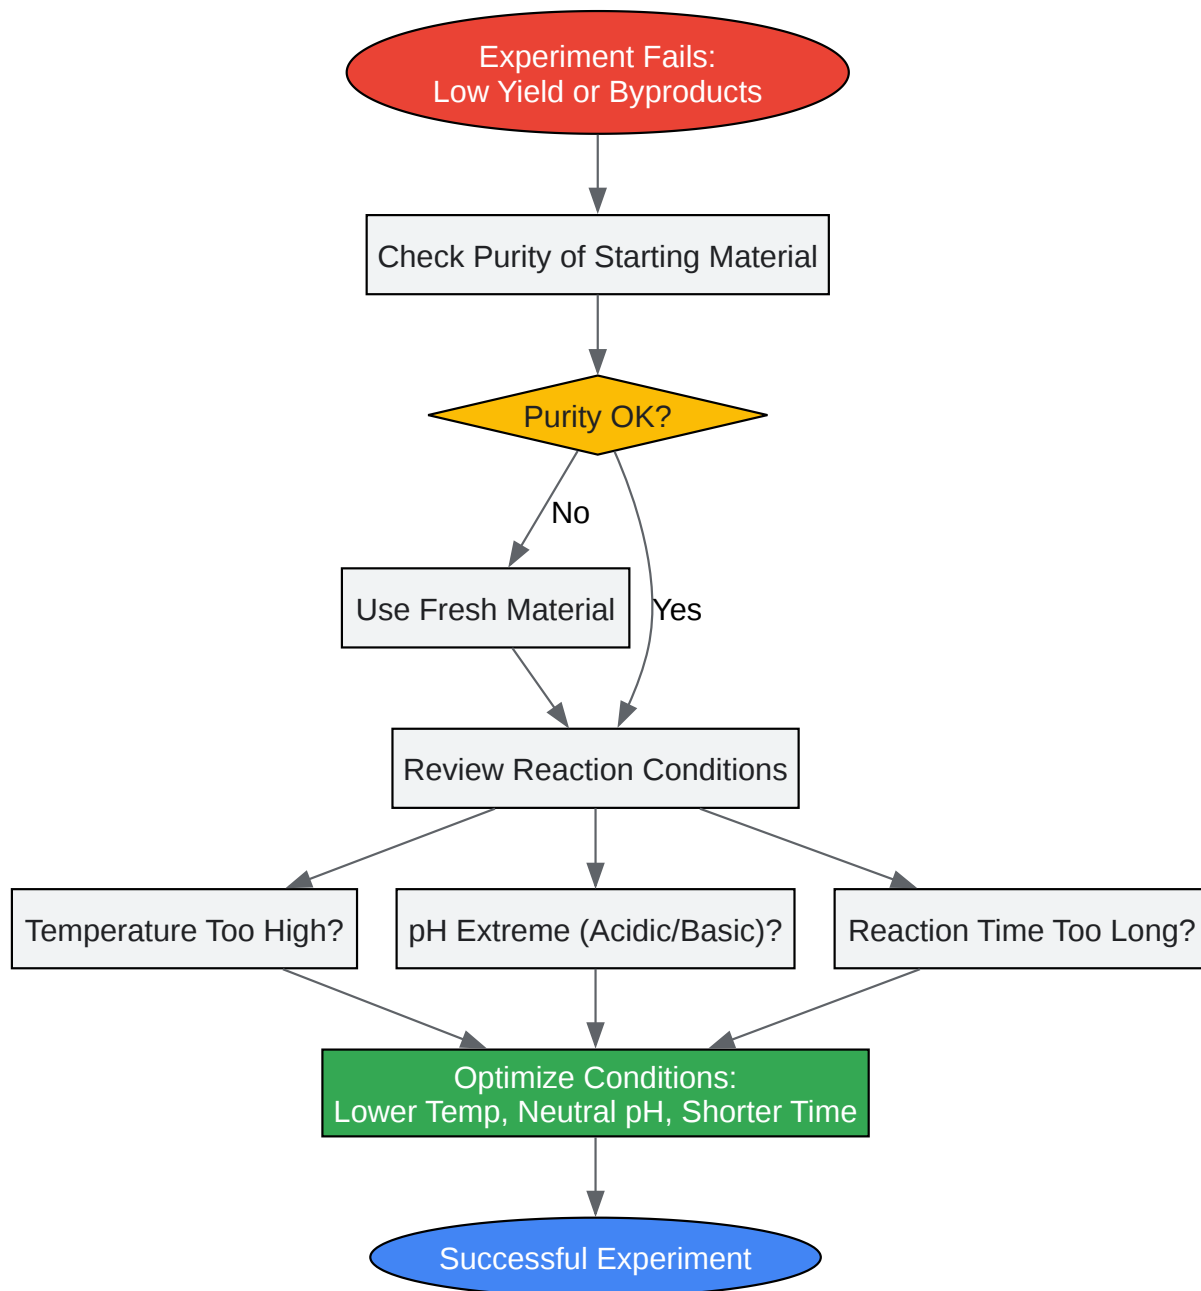 Experiment Fails:
Low Yield or Byproducts
Check Purity of Starting Material
Purity OK?
No
Use Fresh Material
Yes
Review Reaction Conditions
Temperature Too High?
pH Extreme (Acidic/Basic)?
Reaction Time Too Long?
Optimize Conditions:
Lower Temp, Neutral pH, Shorter Time
Successful Experiment